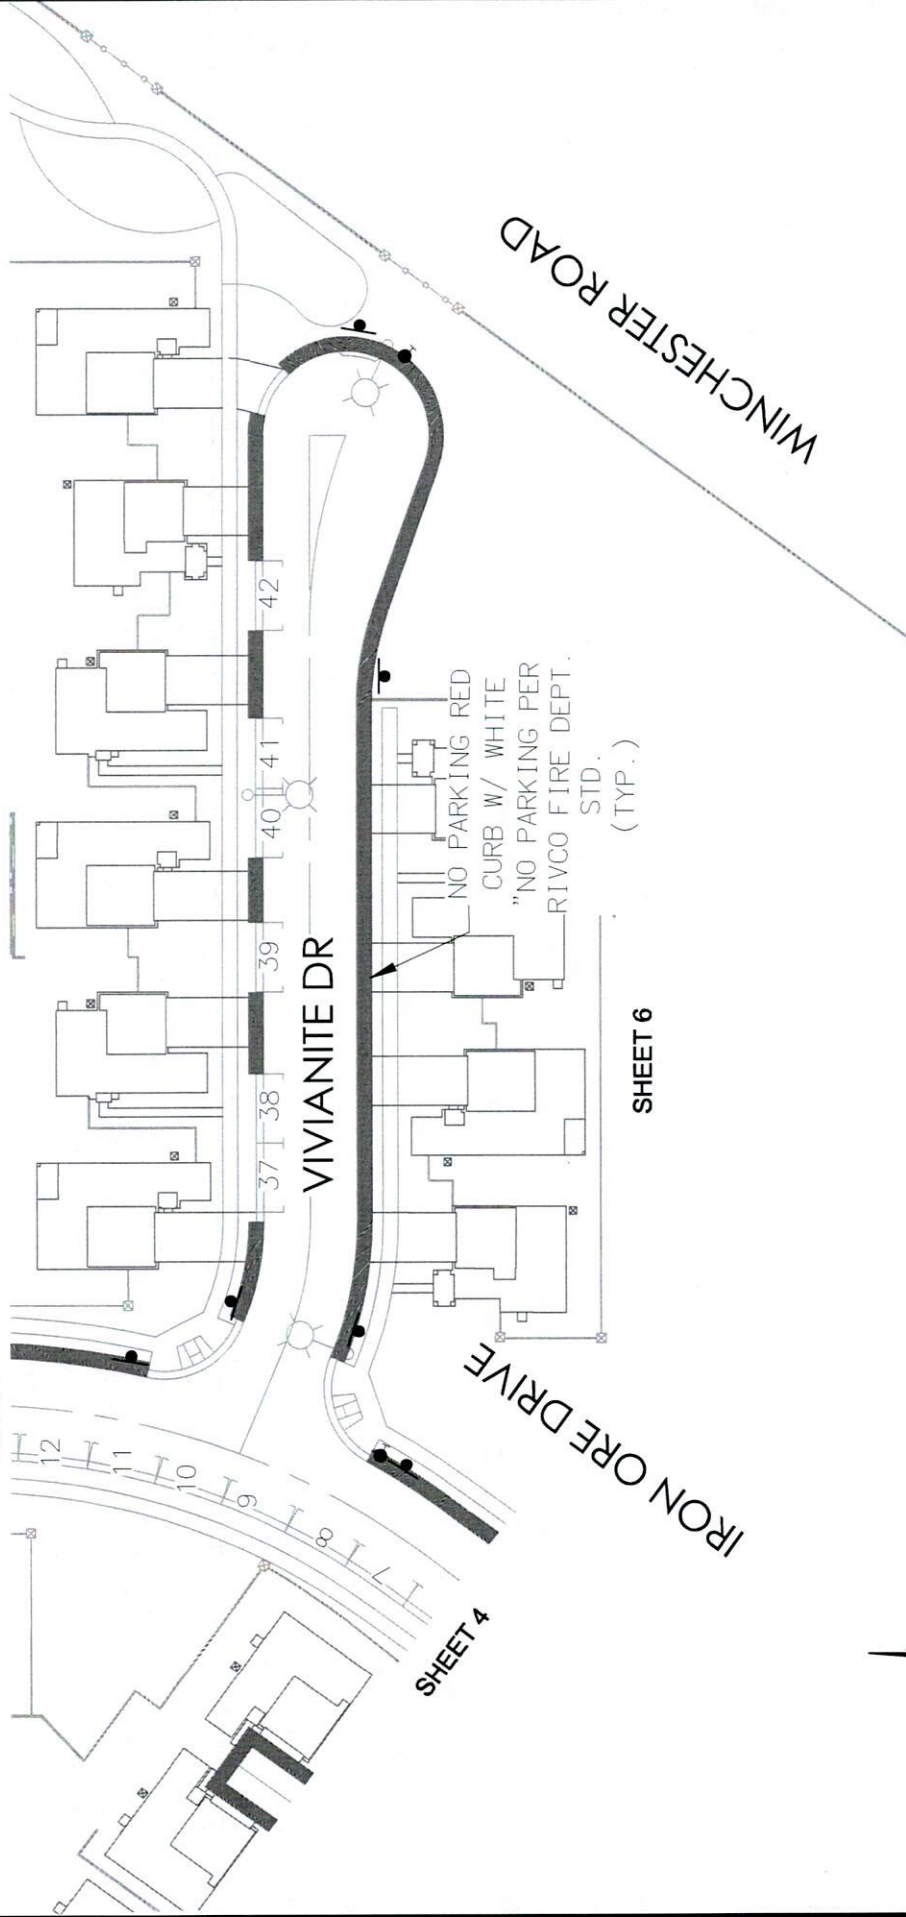 WINCHESTER ROAD
42
41
40
39
38
37
VIVIANITE DR
NO PARKING RED
CURB W/ WHITE
"NO PARKING PER
RIVCO FIRE DEPT.
STD.
(TYP.)
SHEET 6
IRON ORE DRIVE
12
11
10
9
8
7
SHEET 4